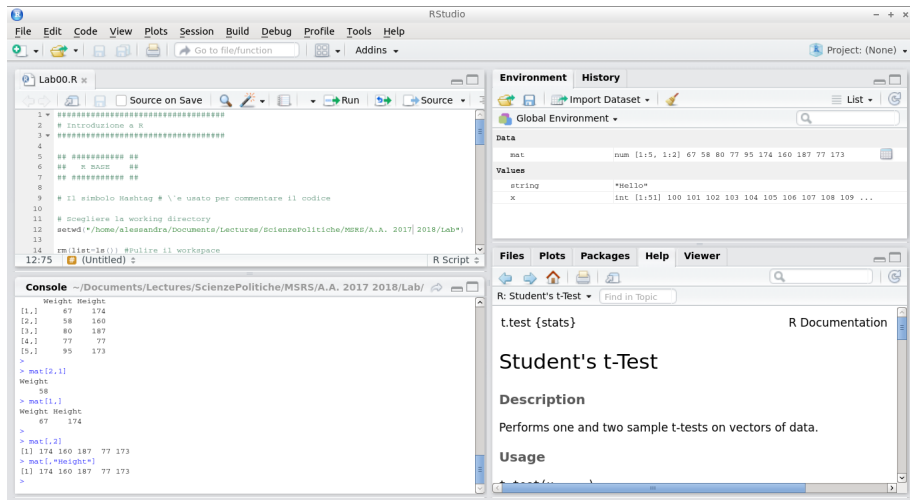 RStudio
File Edit Code View Plots Session Build Debug Profile Tools Help
Go to file/function
Addins
Project: (None)
Lab00.R
Source on Save
Run
Source
1 ###################################
2 # Introduzione a R
3 ###################################
4
5 ## ########### ##
6 ## R BASE ##
7 ## ########### ##
8
9 # Il simbolo Hashtag # \`e usato per commentare il codice
10
11 # Scegliere la working directory
12 setwd("/home/alessandra/Documents/Lectures/ScienzePolitiche/MSRS/A.A. 2017 2018/Lab")
13
14 rm(list=ls()) #Pulire il workspace
12:75 (Untitled) R Script
Console ~/Documents/Lectures/ScienzePolitiche/MSRS/A.A. 2017 2018/Lab/
Weight Height
[1,] 67 174
[2,] 58 160
[3,] 80 187
[4,] 77 77
[5,] 95 173
>
> mat[2,1]
Weight
58
> mat[1,]
Weight Height
67 174
>
> mat[,2]
[1] 174 160 187 77 173
> mat[,"Height"]
[1] 174 160 187 77 173
>
Environment History
Import Dataset
List
Global Environment
Data
mat num [1:5, 1:2] 67 58 80 77 95 174 160 187 77 173
Values
string "Hello"
x int [1:51] 100 101 102 103 104 105 106 107 108 109 ...
Files Plots Packages Help Viewer
R: Student's t-Test
Find in Topic
t.test {stats} R Documentation
Student's t-Test
Description
Performs one and two sample t-tests on vectors of data.
Usage